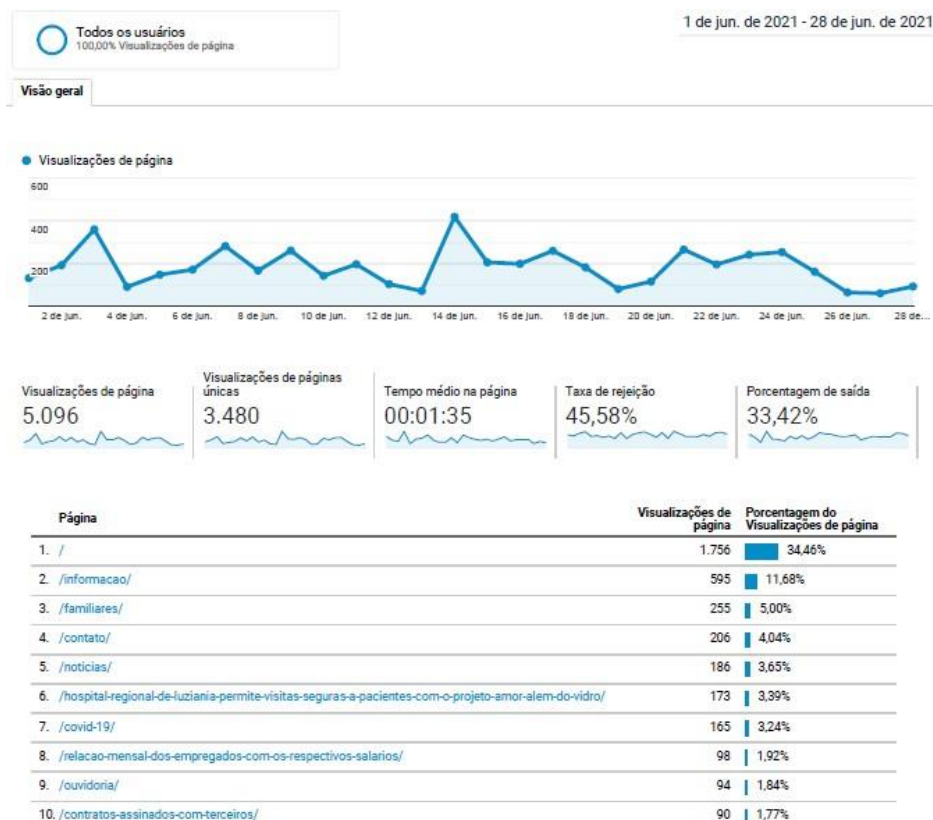 Todos os usuários
100,00% Visualizações de página
1 de jun. de 2021 - 28 de jun. de 2021
Visão geral
Visualizações de página
600
400
200
2 de jun. 4 de jun. 6 de jun. 8 de jun. 10 de jun. 12 de jun. 14 de jun. 16 de jun. 18 de jun. 20 de jun. 22 de jun. 24 de jun. 26 de jun. 28 de...
Visualizações de página
5.096
Visualizações de páginas
únicas
3.480
Tempo médio na página
00:01:35
Taxa de rejeição
45,58%
Porcentagem de saída
33,42%
Página Visualizações de página Porcentagem do Visualizações de página
1. / 1.756 34,46%
2. /informacao/ 595 11,68%
3. /familiares/ 255 5,00%
4. /contato/ 206 4,04%
5. /noticias/ 186 3,65%
6. /hospital-regional-de-luziania-permite-visitas-seguras-a-pacientes-com-o-projeto-amor-alem-do-vidro/ 173 3,39%
7. /covid-19/ 165 3,24%
8. /relacao-mensal-dos-empregados-com-os-respectivos-salarios/ 98 1,92%
9. /ouvidoria/ 94 1,84%
10. /contratos-assinados-com-terceiros/ 90 1,77%